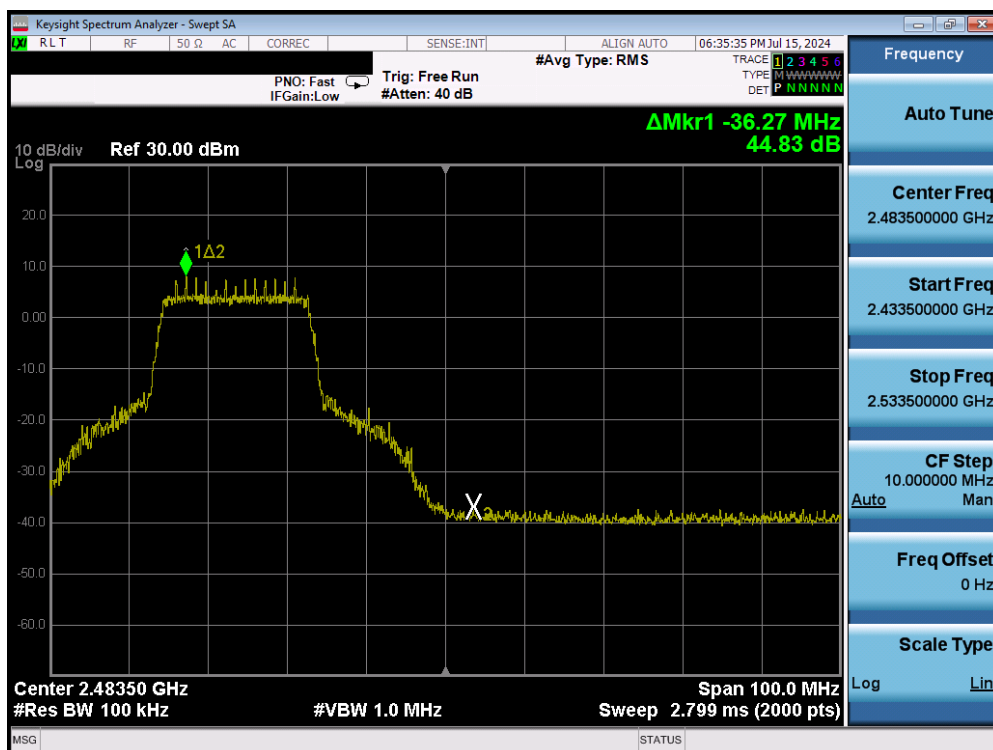 Keysight Spectrum Analyzer - Swept SA
LXI RLT RF 50 Ω AC CORREC SENSE:INT ALIGN AUTO 06:35:35 PM Jul 15, 2024
#Avg Type: RMS TRACE 1 2 3 4 5 6
PNO: Fast Trig: Free Run TYPE M WWWWW
IFGain:Low #Atten: 40 dB DET P N N N N N
ΔMkr1 -36.27 MHz
44.83 dB
10 dB/div Ref 30.00 dBm
Log
20.0
1Δ2
10.0
0.00
-10.0
-20.0
-30.0
-40.0
-50.0
-60.0
Center 2.48350 GHz Span 100.0 MHz
#Res BW 100 kHz #VBW 1.0 MHz Sweep 2.799 ms (2000 pts)
MSG STATUS
Frequency
Auto Tune
Center Freq
2.483500000 GHz
Start Freq
2.433500000 GHz
Stop Freq
2.533500000 GHz
CF Step
10.000000 MHz
Auto Man
Freq Offset
0 Hz
Scale Type
Log Lin